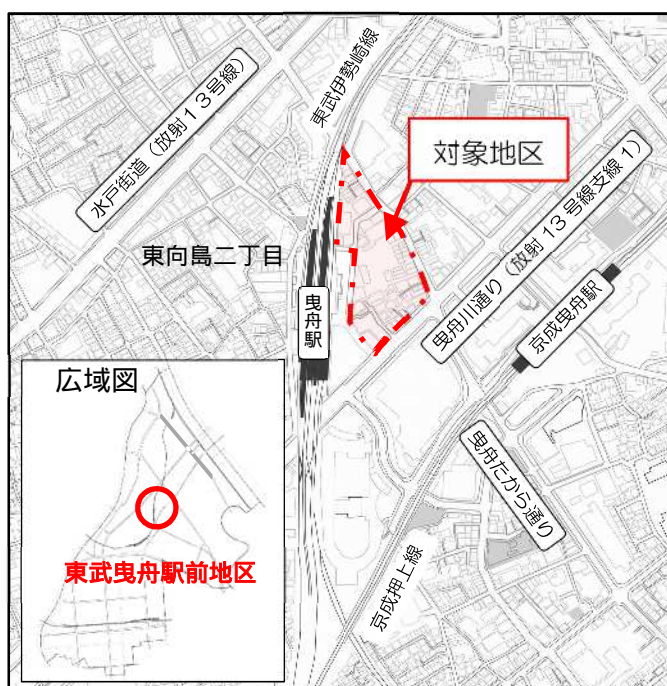 東武伊勢崎線
水戸街道（放射１３号線）
対象地区
東向島二丁目
曳舟駅
曳舟川通り（放射 13 号線支線 1）
京成曳舟駅
曳舟たから通り
京成押上線
広域図
東武曳舟駅前地区